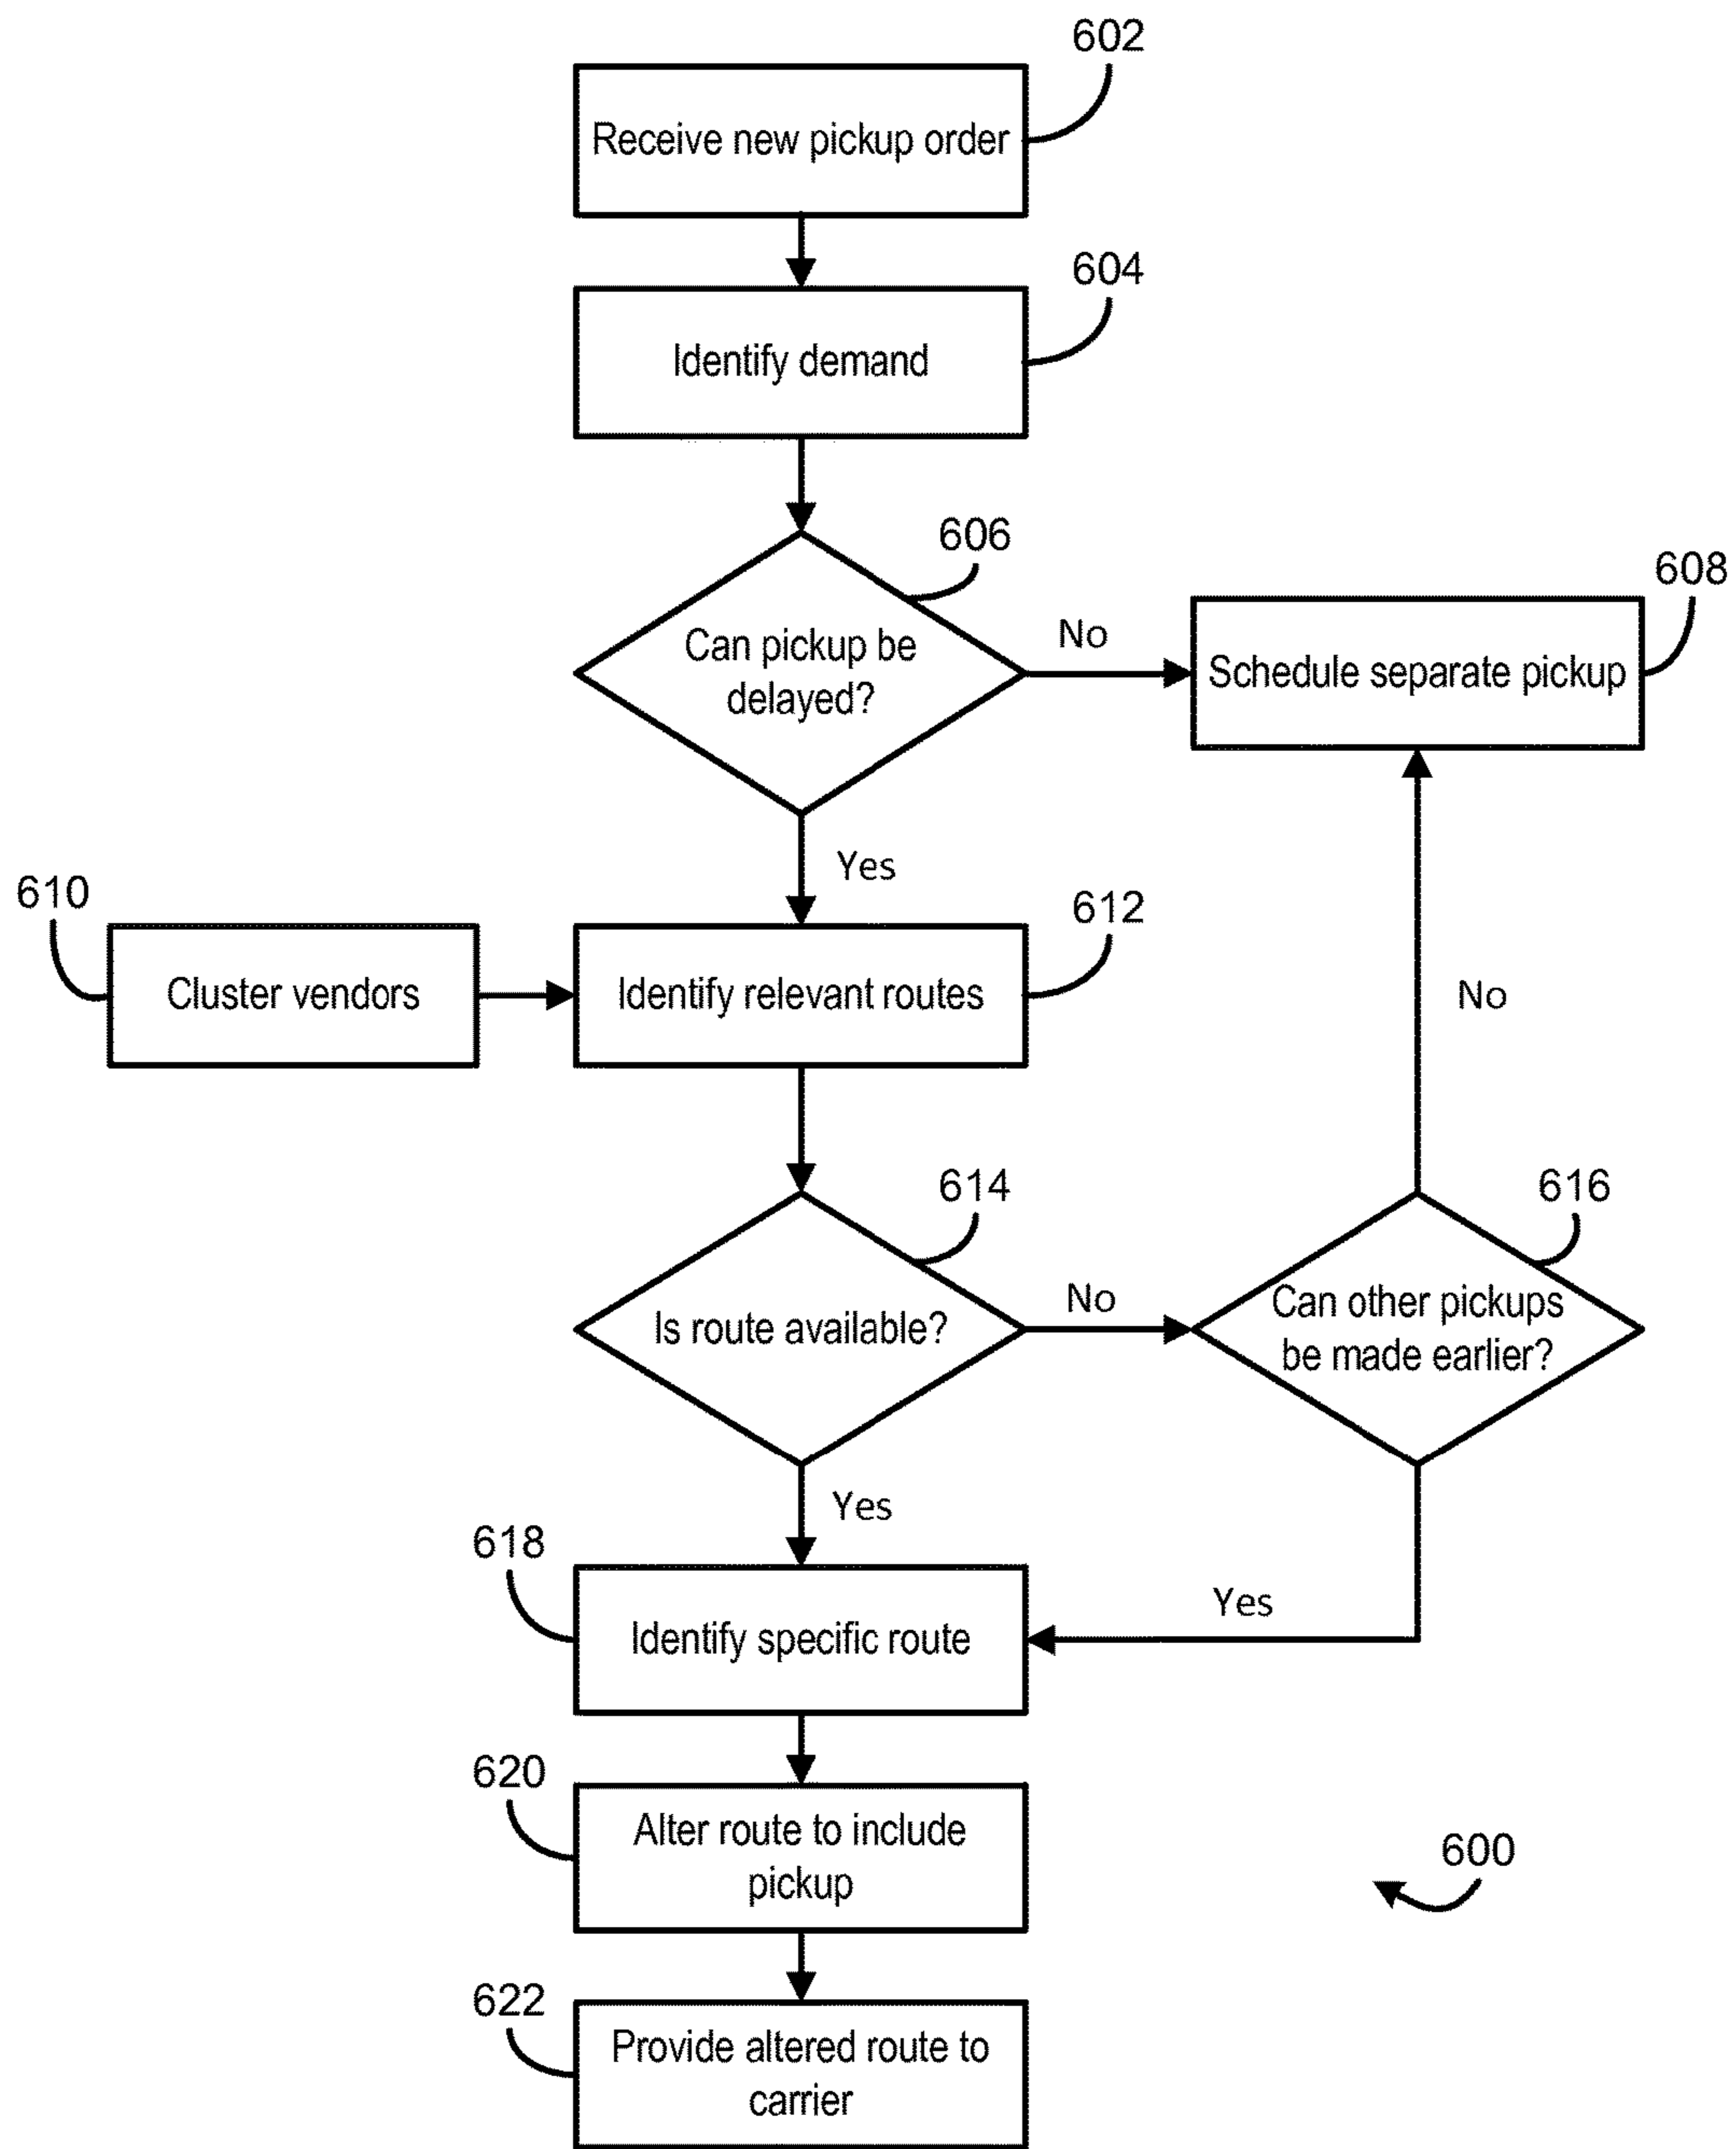 602
Receive new pickup order
604
Identify demand
606
608
Can pickup be
delayed?
No
Schedule separate pickup
Yes
610
612
Cluster vendors
Identify relevant routes
No
614
616
Is route available?
No
Can other pickups
be made earlier?
Yes
618
Yes
Identify specific route
620
Alter route to include
pickup
600
622
Provide altered route to
carrier